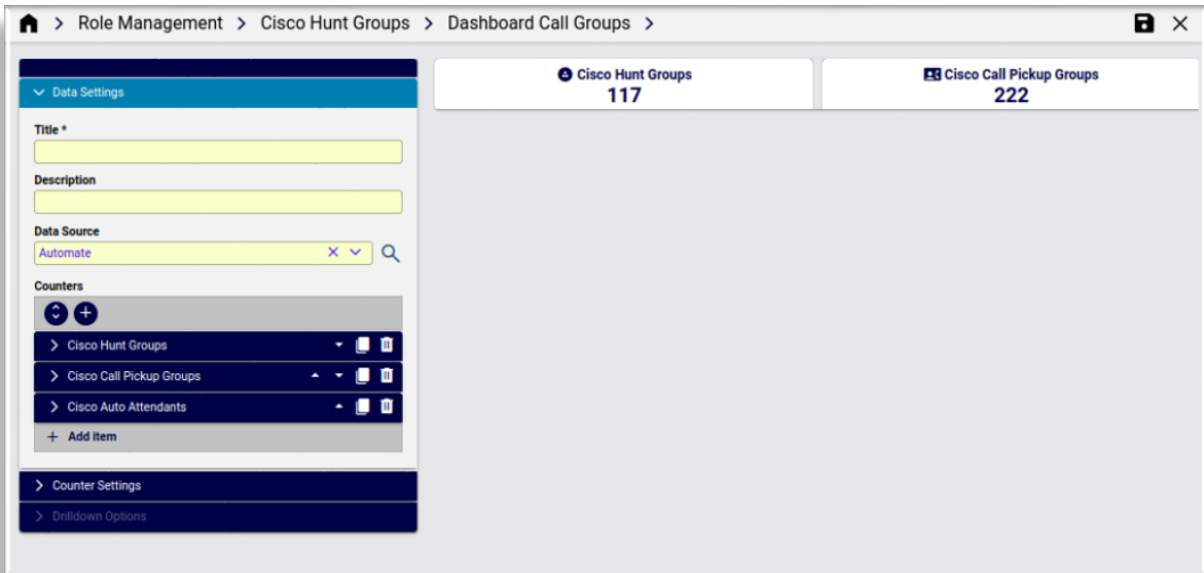 Role Management > Cisco Hunt Groups > Dashboard Call Groups >
Data Settings
Title *
Description
Data Source
Automate
Counters
Cisco Hunt Groups
Cisco Call Pickup Groups
Cisco Auto Attendants
+ Add item
Counter Settings
Drilldown Options
Cisco Hunt Groups
117
Cisco Call Pickup Groups
222